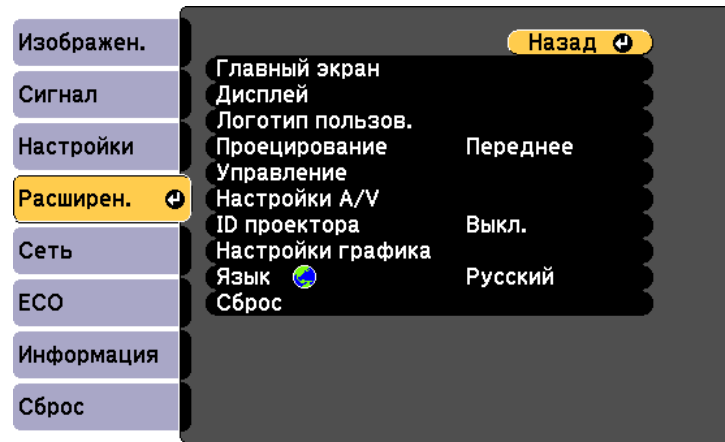 Изображен.
Сигнал
Настройки
Расширен.
Сеть
ECO
Информация
Сброс
Назад
Главный экран
Дисплей
Логотип пользов.
Проецирование Переднее
Управление
Настройки A/V
ID проектора Выкл.
Настройки графика
Язык Русский
Сброс